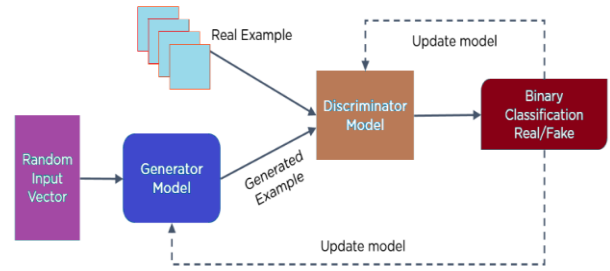 Real Example
Update model
Random
Input
Vector
Generator
Model
Generated
Example
Discriminator
Model
Binary
Classification
Real/Fake
Update model